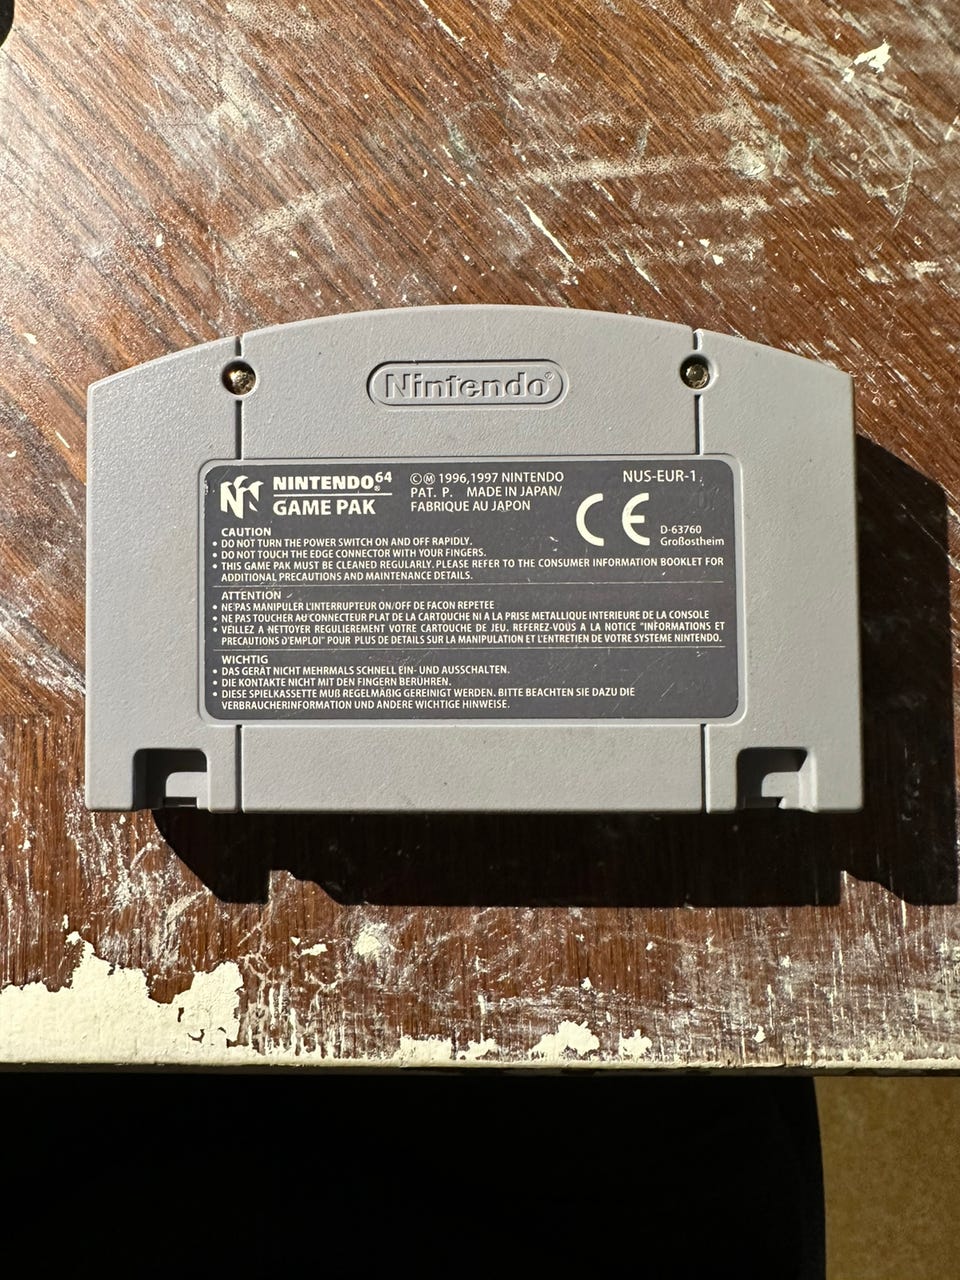 Nintendo®
NINTENDO⁶⁴®
GAME PAK
©Ⓜ 1996,1997 NINTENDO
PAT. P. MADE IN JAPAN/
FABRIQUE AU JAPON
NUS-EUR-1
CE
D-63760
Großostheim
CAUTION
• DO NOT TURN THE POWER SWITCH ON AND OFF RAPIDLY.
• DO NOT TOUCH THE EDGE CONNECTOR WITH YOUR FINGERS.
• THIS GAME PAK MUST BE CLEANED REGULARLY. PLEASE REFER TO THE CONSUMER INFORMATION BOOKLET FOR
ADDITIONAL PRECAUTIONS AND MAINTENANCE DETAILS.
ATTENTION
• NE PAS MANIPULER L'INTERRUPTEUR ON/OFF DE FACON REPETEE
• NE PAS TOUCHER AU CONNECTEUR PLAT DE LA CARTOUCHE NI A LA PRISE METALLIQUE INTERIEURE DE LA CONSOLE
• VEILLEZ A NETTOYER REGULIEREMENT VOTRE CARTOUCHE DE JEU. REFEREZ-VOUS A LA NOTICE "INFORMATIONS ET
PRECAUTIONS D'EMPLOI" POUR PLUS DE DETAILS SUR LA MANIPULATION ET L'ENTRETIEN DE VOTRE SYSTEME NINTENDO.
WICHTIG
• DAS GERÄT NICHT MEHRMALS SCHNELL EIN- UND AUSSCHALTEN.
• DIE KONTAKTE NICHT MIT DEN FINGERN BERÜHREN.
• DIESE SPIELKASSETTE MUß REGELMÄßIG GEREINIGT WERDEN. BITTE BEACHTEN SIE DAZU DIE
VERBRAUCHERINFORMATION UND ANDERE WICHTIGE HINWEISE.